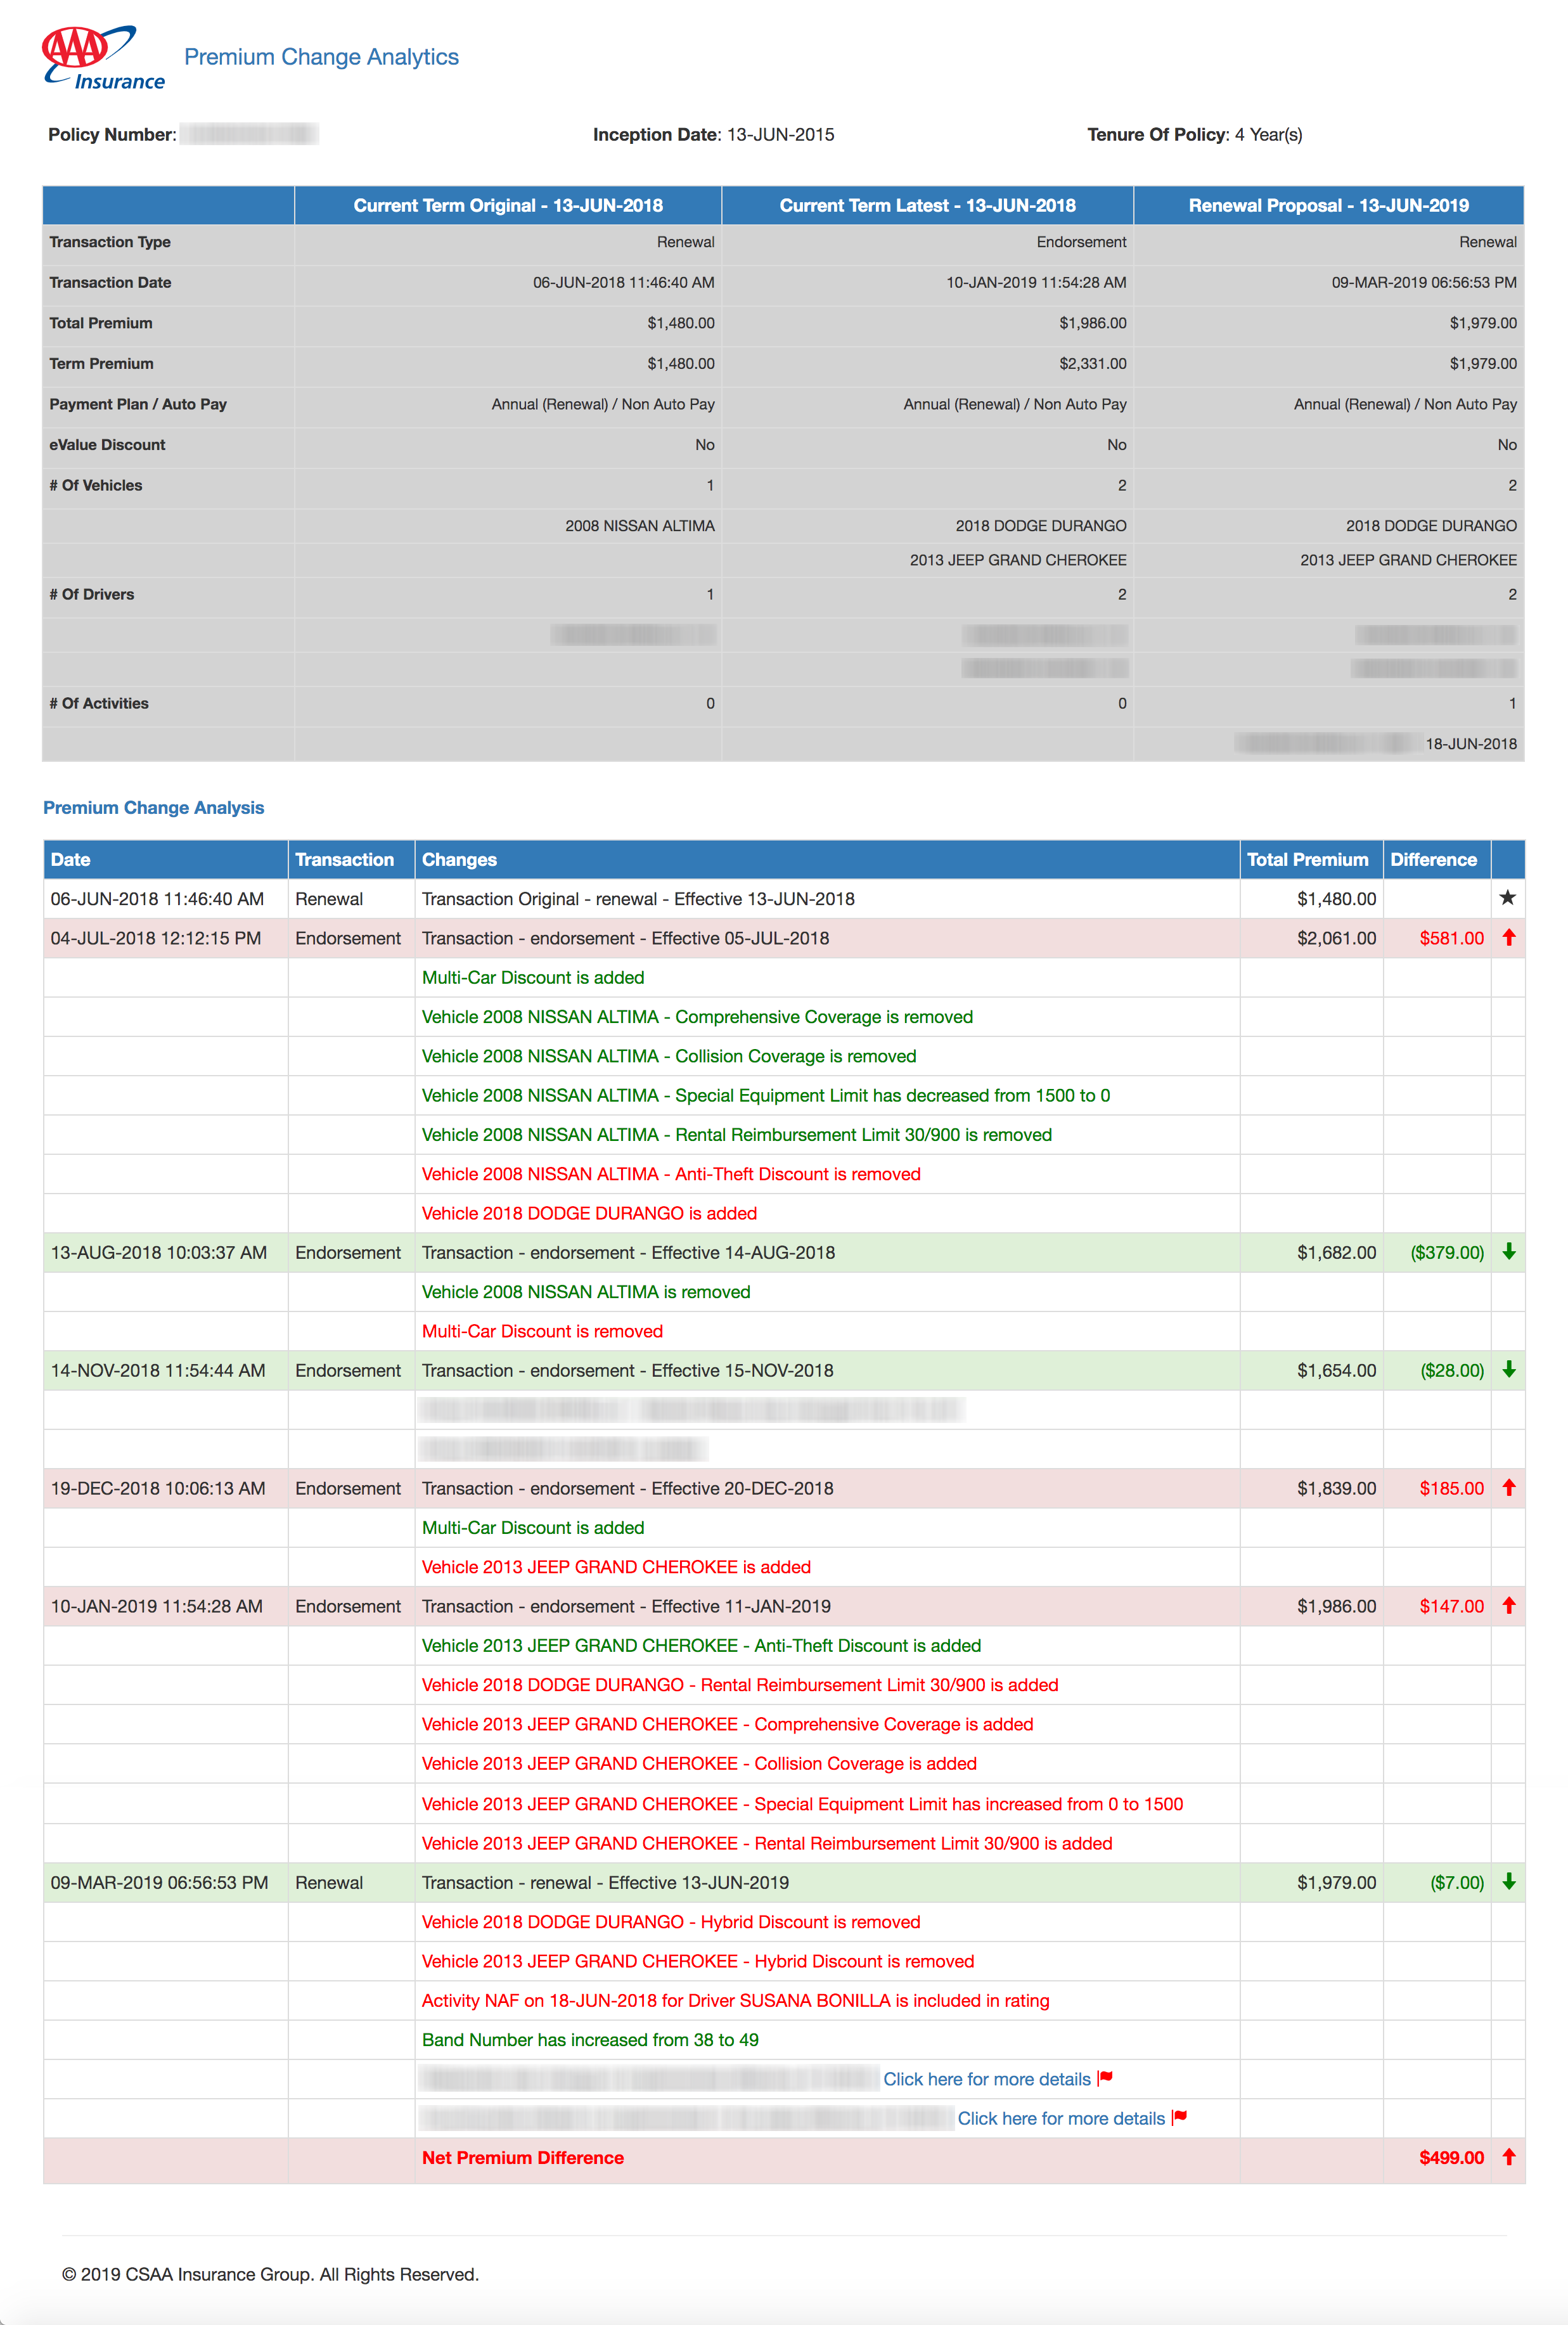 AAA
Insurance
Premium Change Analytics
Policy Number:
Inception Date: 13-JUN-2015
Tenure Of Policy: 4 Year(s)
Current Term Original - 13-JUN-2018 Current Term Latest - 13-JUN-2018 Renewal Proposal - 13-JUN-2019
Transaction Type Renewal Endorsement Renewal
Transaction Date 06-JUN-2018 11:46:40 AM 10-JAN-2019 11:54:28 AM 09-MAR-2019 06:56:53 PM
Total Premium $1,480.00 $1,986.00 $1,979.00
Term Premium $1,480.00 $2,331.00 $1,979.00
Payment Plan / Auto Pay Annual (Renewal) / Non Auto Pay Annual (Renewal) / Non Auto Pay Annual (Renewal) / Non Auto Pay
eValue Discount No No No
# Of Vehicles 1 2 2
2008 NISSAN ALTIMA 2018 DODGE DURANGO 2018 DODGE DURANGO
2013 JEEP GRAND CHEROKEE 2013 JEEP GRAND CHEROKEE
# Of Drivers 1 2 2
# Of Activities 0 0 1
18-JUN-2018
Premium Change Analysis
Date Transaction Changes Total Premium Difference
06-JUN-2018 11:46:40 AM Renewal Transaction Original - renewal - Effective 13-JUN-2018 $1,480.00
04-JUL-2018 12:12:15 PM Endorsement Transaction - endorsement - Effective 05-JUL-2018 $2,061.00 $581.00
Multi-Car Discount is added
Vehicle 2008 NISSAN ALTIMA - Comprehensive Coverage is removed
Vehicle 2008 NISSAN ALTIMA - Collision Coverage is removed
Vehicle 2008 NISSAN ALTIMA - Special Equipment Limit has decreased from 1500 to 0
Vehicle 2008 NISSAN ALTIMA - Rental Reimbursement Limit 30/900 is removed
Vehicle 2008 NISSAN ALTIMA - Anti-Theft Discount is removed
Vehicle 2018 DODGE DURANGO is added
13-AUG-2018 10:03:37 AM Endorsement Transaction - endorsement - Effective 14-AUG-2018 $1,682.00 ($379.00)
Vehicle 2008 NISSAN ALTIMA is removed
Multi-Car Discount is removed
14-NOV-2018 11:54:44 AM Endorsement Transaction - endorsement - Effective 15-NOV-2018 $1,654.00 ($28.00)
19-DEC-2018 10:06:13 AM Endorsement Transaction - endorsement - Effective 20-DEC-2018 $1,839.00 $185.00
Multi-Car Discount is added
Vehicle 2013 JEEP GRAND CHEROKEE is added
10-JAN-2019 11:54:28 AM Endorsement Transaction - endorsement - Effective 11-JAN-2019 $1,986.00 $147.00
Vehicle 2013 JEEP GRAND CHEROKEE - Anti-Theft Discount is added
Vehicle 2018 DODGE DURANGO - Rental Reimbursement Limit 30/900 is added
Vehicle 2013 JEEP GRAND CHEROKEE - Comprehensive Coverage is added
Vehicle 2013 JEEP GRAND CHEROKEE - Collision Coverage is added
Vehicle 2013 JEEP GRAND CHEROKEE - Special Equipment Limit has increased from 0 to 1500
Vehicle 2013 JEEP GRAND CHEROKEE - Rental Reimbursement Limit 30/900 is added
09-MAR-2019 06:56:53 PM Renewal Transaction - renewal - Effective 13-JUN-2019 $1,979.00 ($7.00)
Vehicle 2018 DODGE DURANGO - Hybrid Discount is removed
Vehicle 2013 JEEP GRAND CHEROKEE - Hybrid Discount is removed
Activity NAF on 18-JUN-2018 for Driver SUSANA BONILLA is included in rating
Band Number has increased from 38 to 49
Click here for more details
Click here for more details
Net Premium Difference $499.00
© 2019 CSAA Insurance Group. All Rights Reserved.